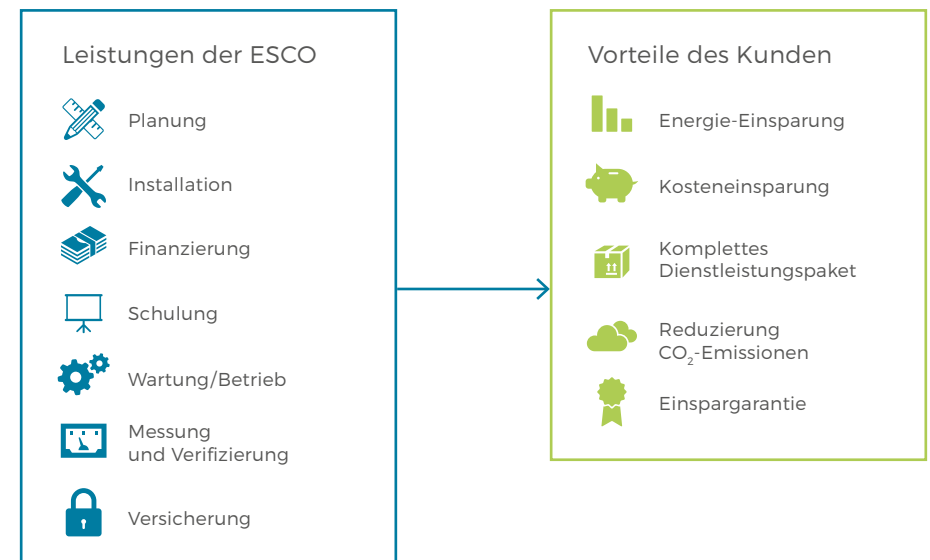 Leistungen der ESCO
Planung
Installation
Finanzierung
Schulung
Wartung/Betrieb
Messung
und Verifizierung
Versicherung
Vorteile des Kunden
Energie-Einsparung
Kosteneinsparung
Komplettes
Dienstleistungspaket
Reduzierung
CO₂-Emissionen
Einspargarantie